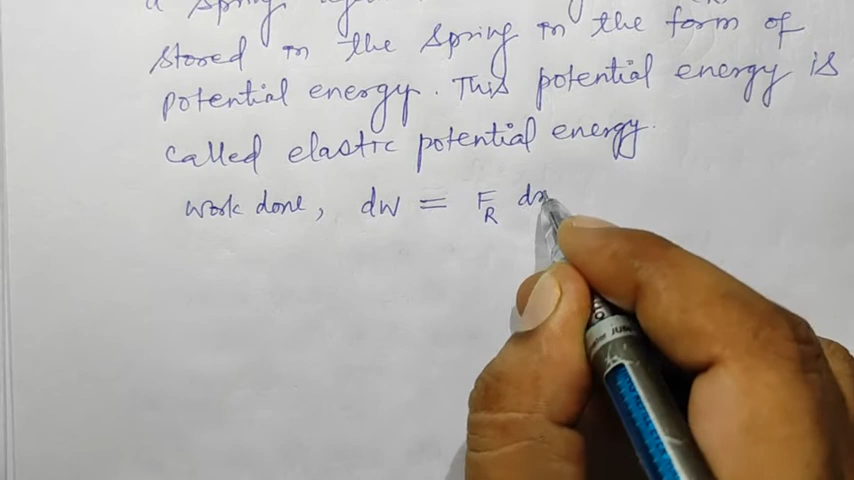 a spring
stored in the spring in the form of
potential energy. This potential energy is
called elastic potential energy.
work done, dW = F_R dx